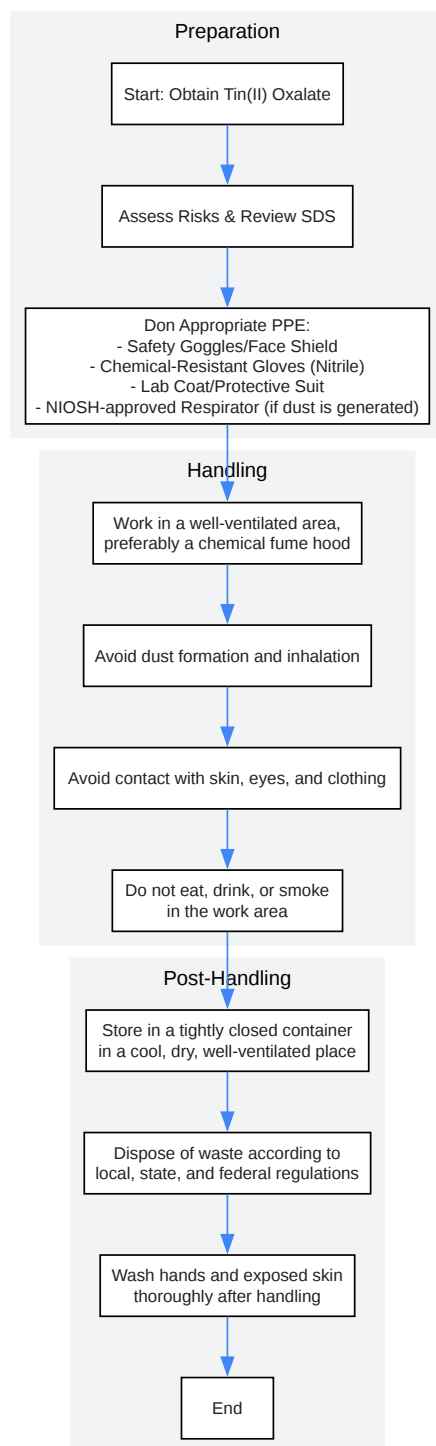 Preparation
Start: Obtain Tin(II) Oxalate
Assess Risks & Review SDS
Don Appropriate PPE:
- Safety Goggles/Face Shield
- Chemical-Resistant Gloves (Nitrile)
- Lab Coat/Protective Suit
- NIOSH-approved Respirator (if dust is generated)
Handling
Work in a well-ventilated area,
preferably a chemical fume hood
Avoid dust formation and inhalation
Avoid contact with skin, eyes, and clothing
Do not eat, drink, or smoke
in the work area
Post-Handling
Store in a tightly closed container
in a cool, dry, well-ventilated place
Dispose of waste according to
local, state, and federal regulations
Wash hands and exposed skin
thoroughly after handling
End